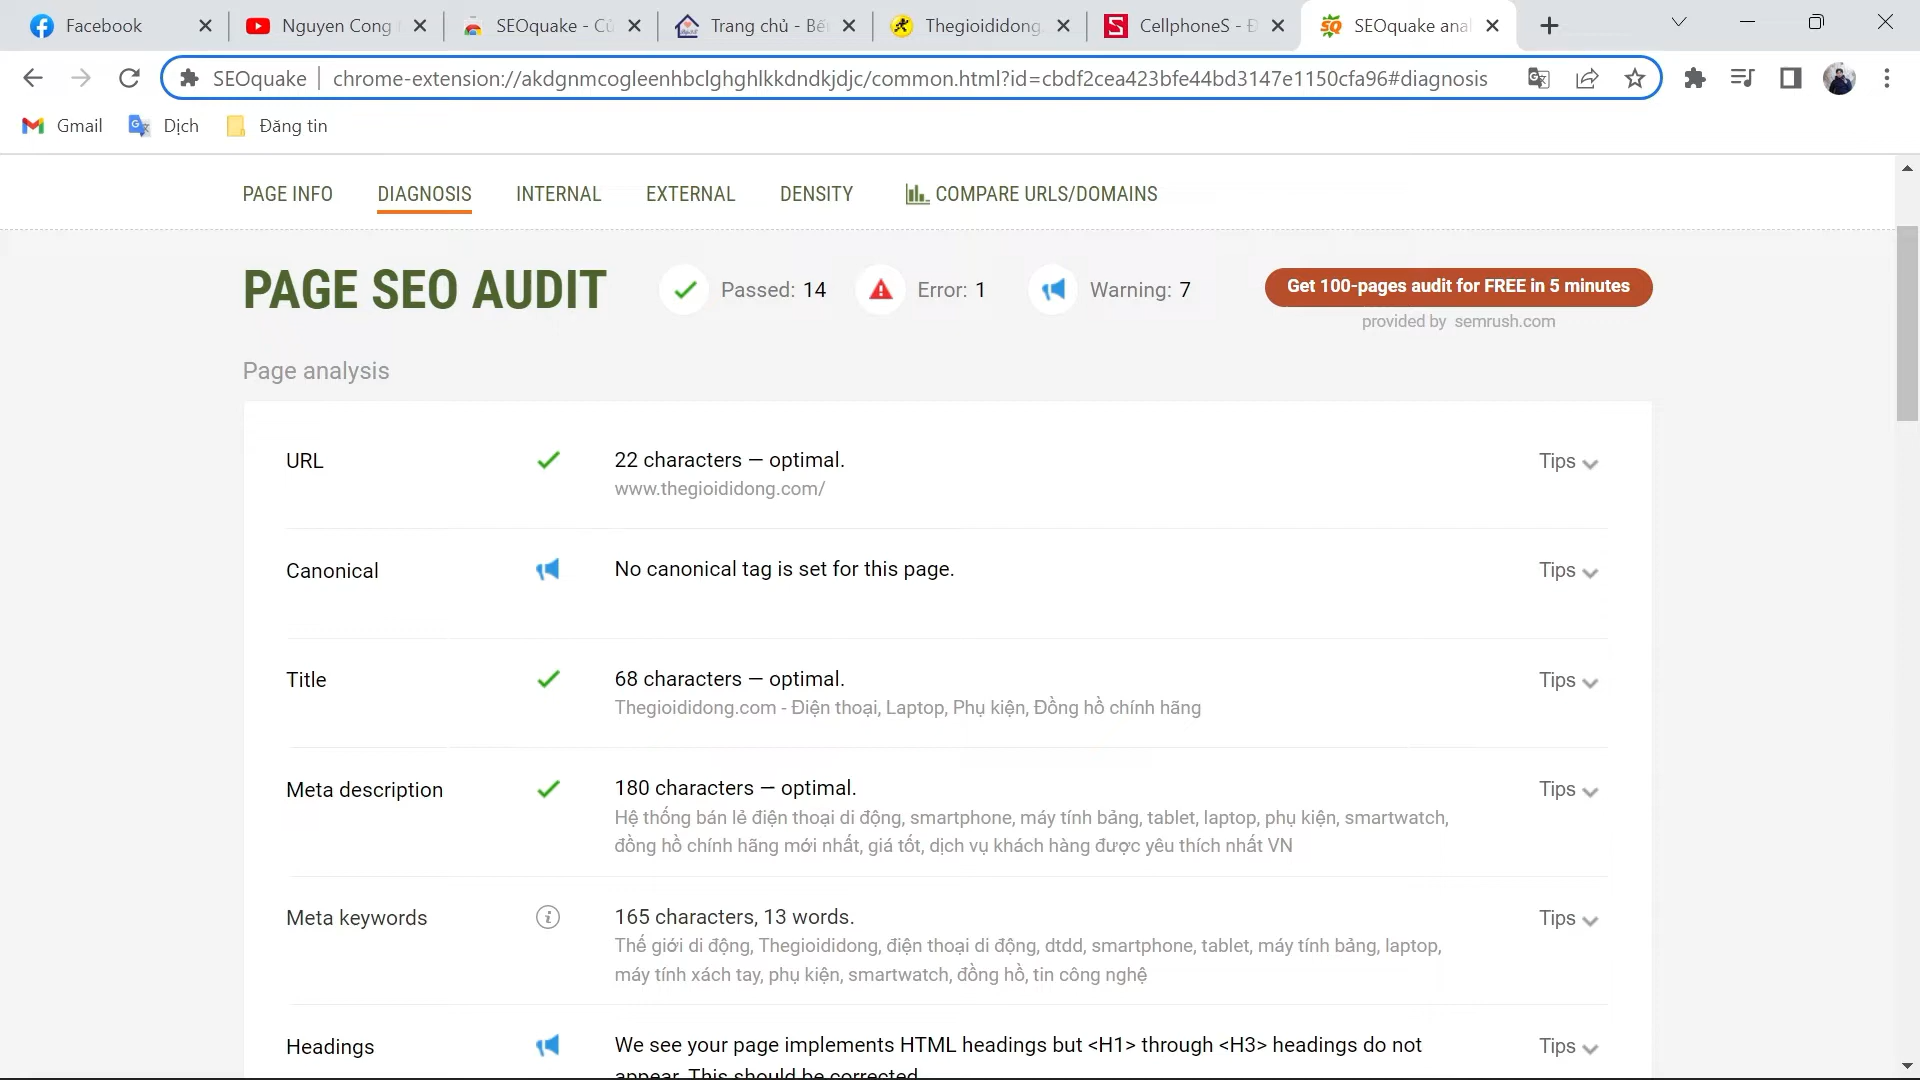 Facebook
Nguyen Cong
SEOquake - Cử
Trang chủ - Bế
Thegioididong.
CellphoneS - Đ
SEOquake anal
SEOquake
chrome-extension://akdgnmcogleenhbclghghlkkdndkjdjc/common.html?id=cbdf2cea423bfe44bd3147e1150cfa96#diagnosis
Gmail
Dịch
Đăng tin
PAGE INFO
DIAGNOSIS
INTERNAL
EXTERNAL
DENSITY
COMPARE URLS/DOMAINS
PAGE SEO AUDIT
Passed: 14
Error: 1
Warning: 7
Get 100-pages audit for FREE in 5 minutes
provided by semrush.com
Page analysis
URL
22 characters — optimal.
Tips
www.thegioididong.com/
Canonical
No canonical tag is set for this page.
Tips
Title
68 characters — optimal.
Tips
Thegioididong.com - Điện thoại, Laptop, Phụ kiện, Đồng hồ chính hãng
Meta description
180 characters — optimal.
Tips
Hệ thống bán lẻ điện thoại di động, smartphone, máy tính bảng, tablet, laptop, phụ kiện, smartwatch,
đồng hồ chính hãng mới nhất, giá tốt, dịch vụ khách hàng được yêu thích nhất VN
Meta keywords
165 characters, 13 words.
Tips
Thế giới di động, Thegioididong, điện thoại di động, dtdd, smartphone, tablet, máy tính bảng, laptop,
máy tính xách tay, phụ kiện, smartwatch, đồng hồ, tin công nghệ
Headings
We see your page implements HTML headings but <H1> through <H3> headings do not
Tips
appear. This should be corrected.